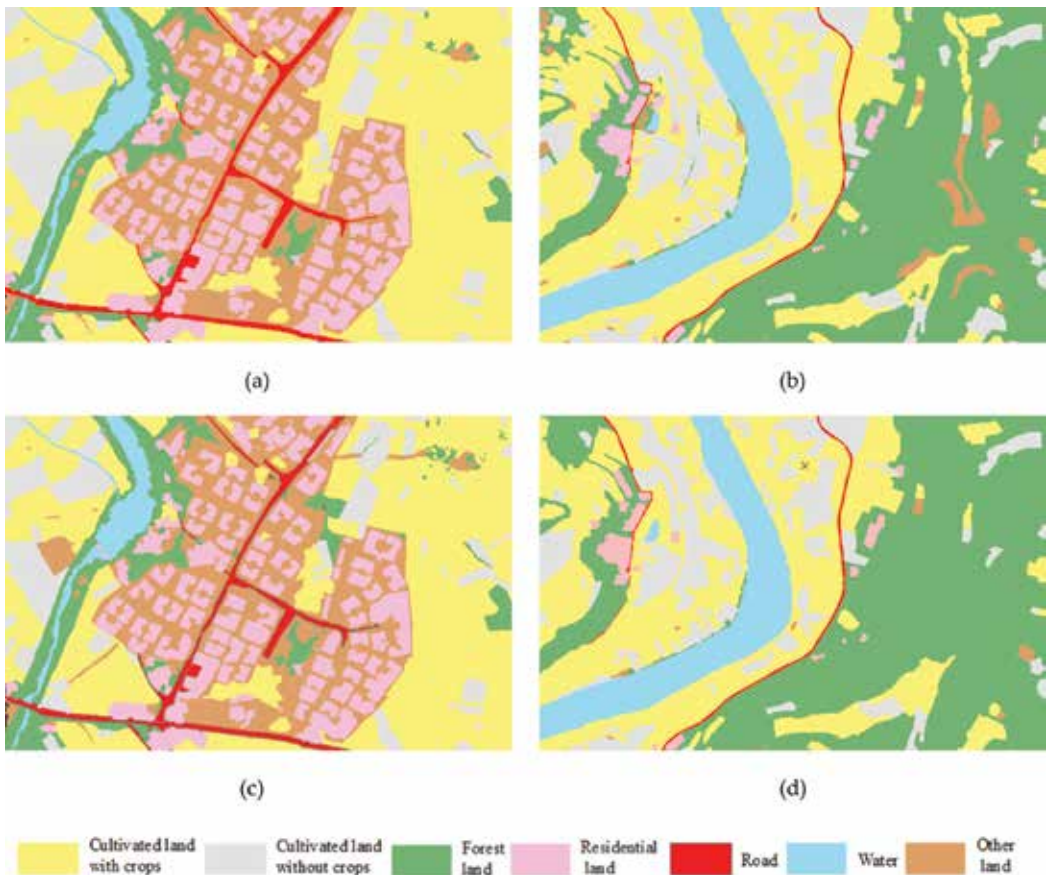 (a)
(b)
(c)
(d)
Cultivated land with crops
Cultivated land without crops
Forest land
Residential land
Road
Water
Other land